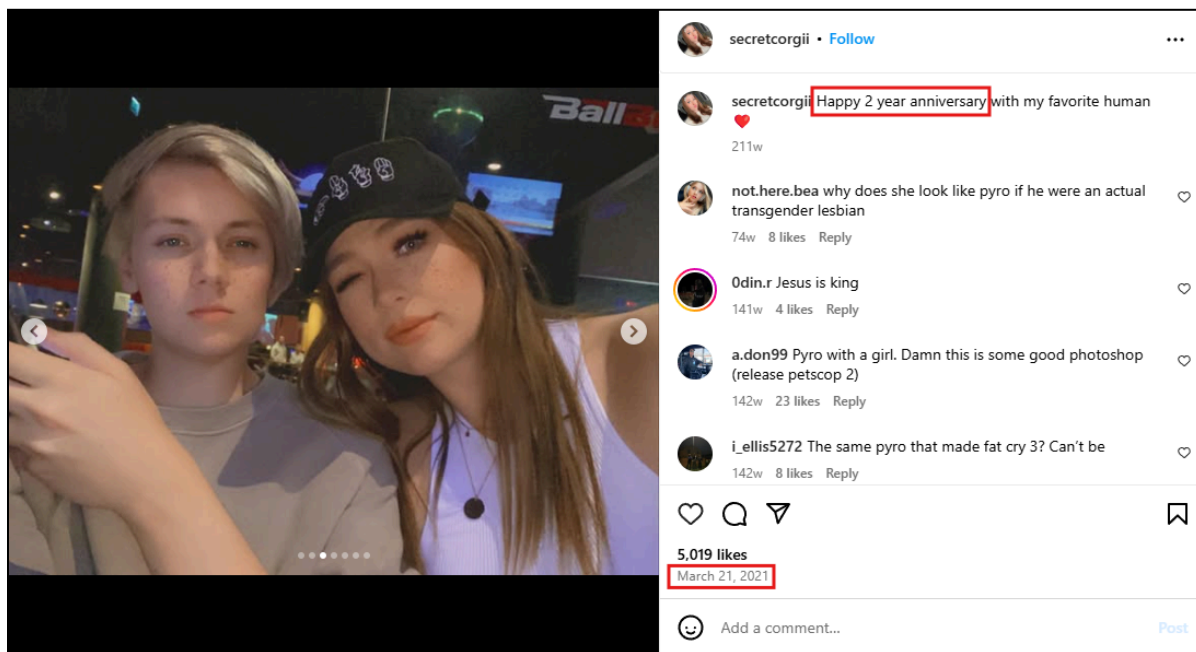 secretcorgii • Follow
secretcorgii Happy 2 year anniversary with my favorite human
❤️
211w
not.here.bea why does she look like pyro if he were an actual
transgender lesbian
74w 8 likes Reply
0din.r Jesus is king
141w 4 likes Reply
a.don99 Pyro with a girl. Damn this is some good photoshop
(release petscop 2)
142w 23 likes Reply
i_ellis5272 The same pyro that made fat cry 3? Can't be
142w 8 likes Reply
5,019 likes
March 21, 2021
Add a comment...
Post